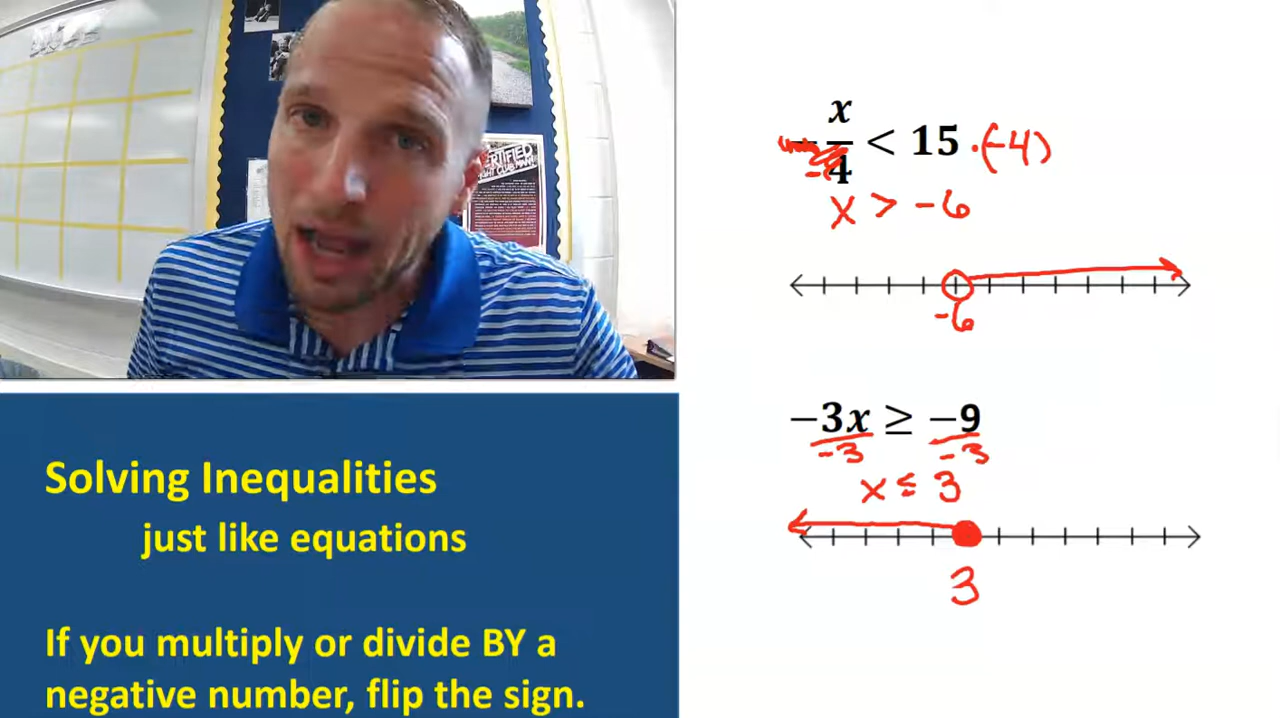 ERTIFIED
Solving Inequalities
just like equations
If you multiply or divide BY a
negative number, flip the sign.
-x/4 < 15 ·(-4)
x > -6
-6
-3x ≥ -9
-3 -3
x ≤ 3
3